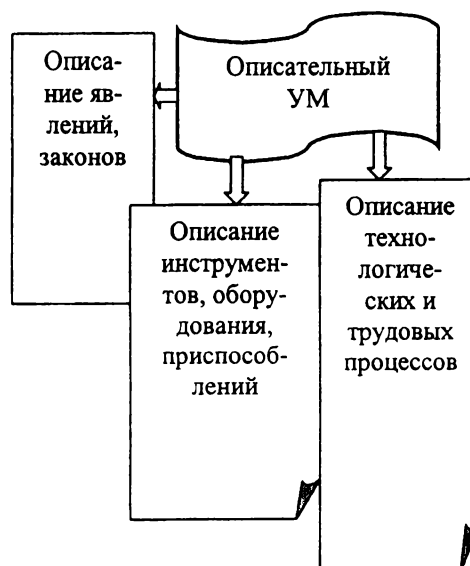 Описательный
УМ
Описа-
ние яв-
лений,
законов
Описание
инструмен-
тов, обору-
дования,
приспособ-
лений
Описание
техно-
логиче-
ских и
трудовых
процессов